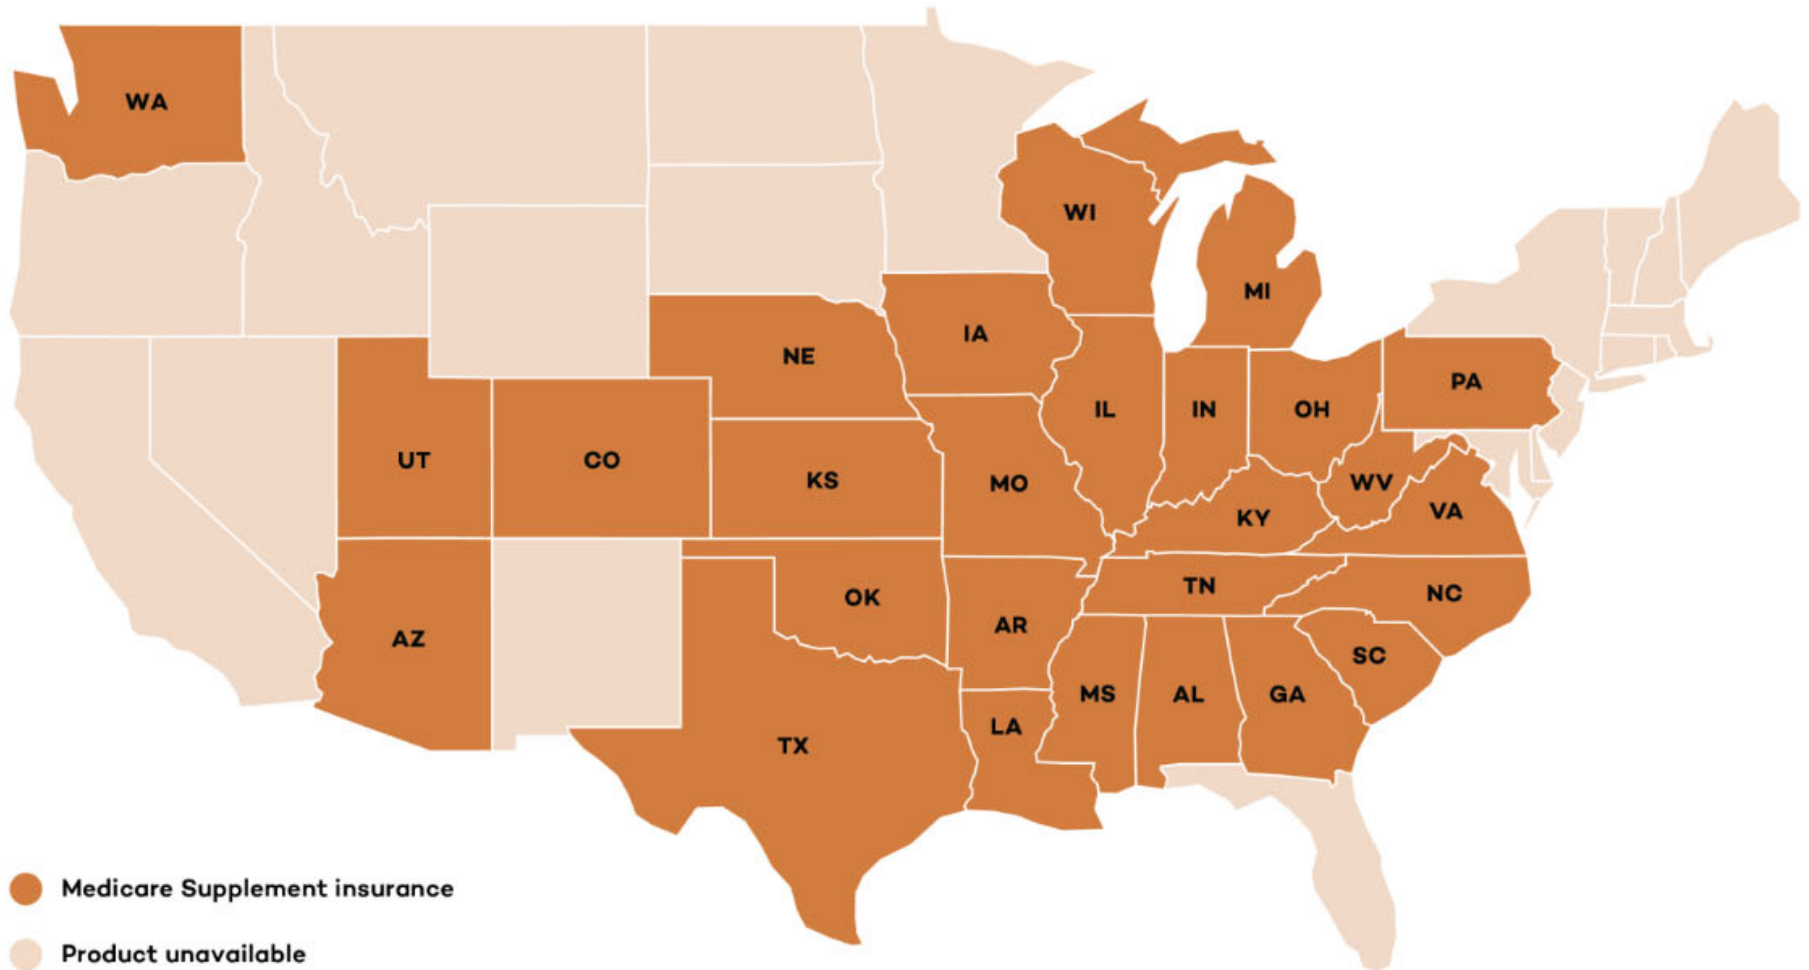 WA
WI
MI
IA
NE
PA
IL
IN
OH
UT
CO
KS
MO
WV
VA
KY
TN
NC
OK
AR
AZ
SC
MS
AL
GA
LA
TX
Medicare Supplement insurance
Product unavailable